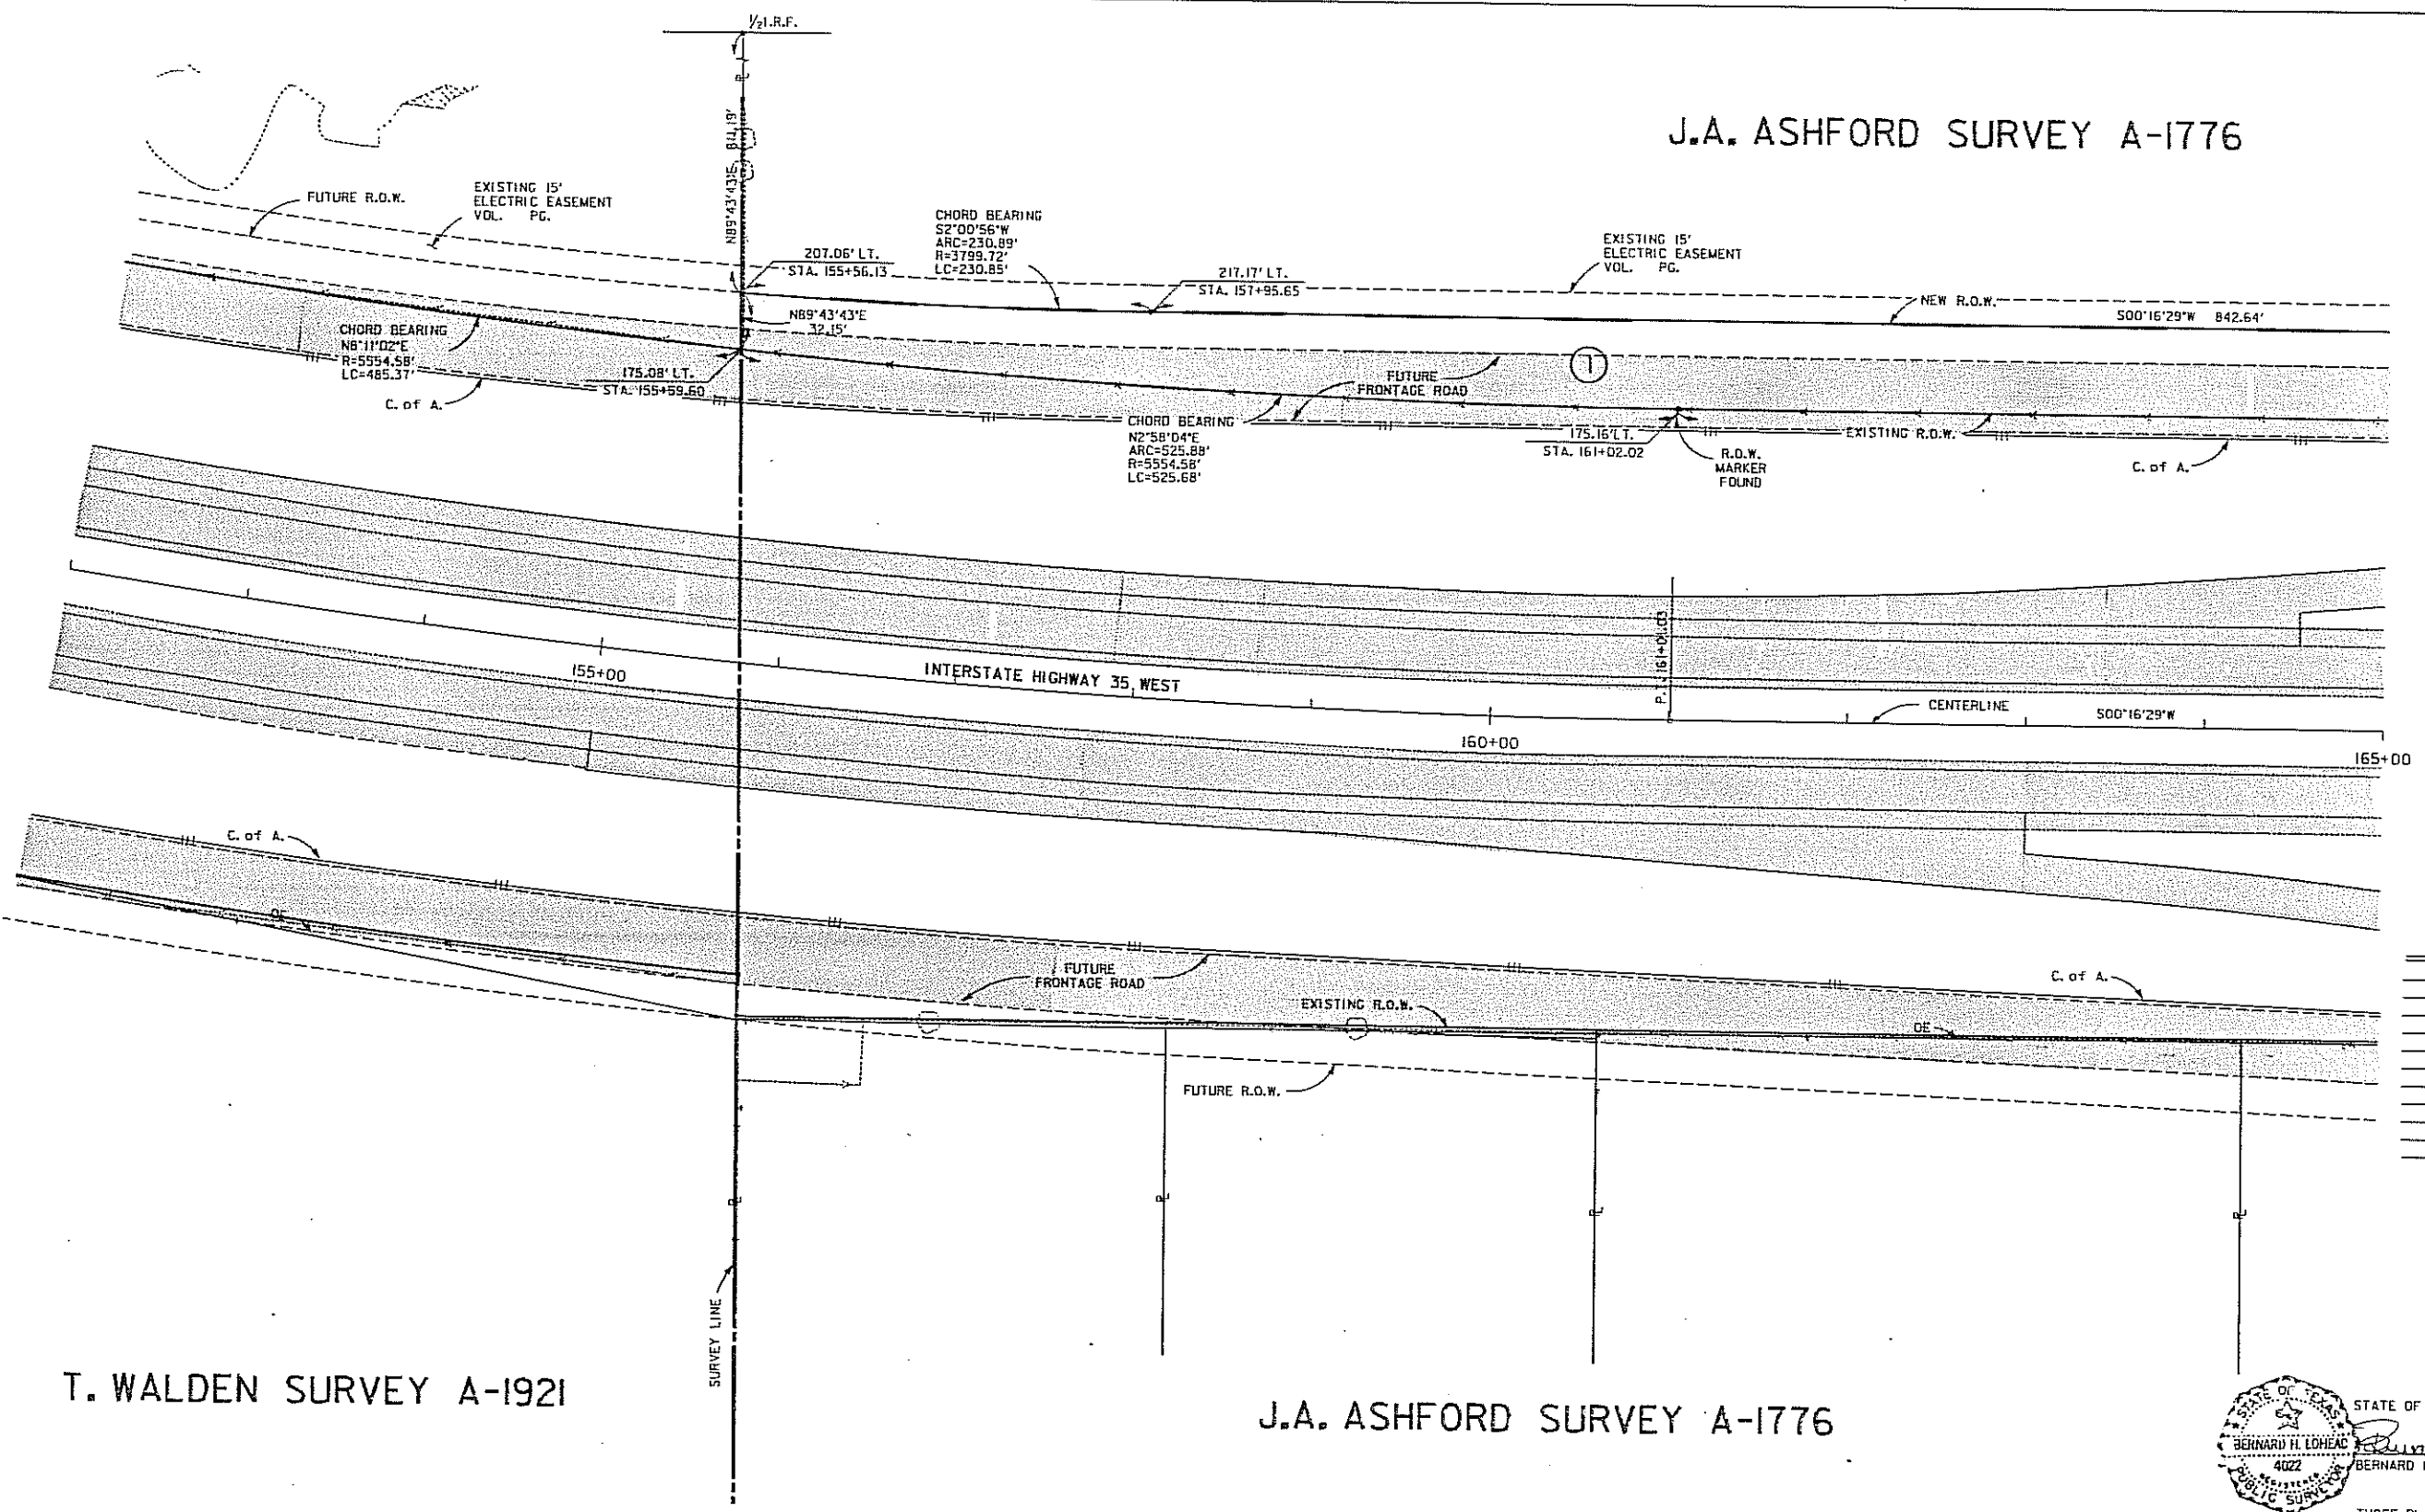 1/2 I.R.F.
J.A. ASHFORD SURVEY A-1776
N89°43'43"E 811.19'
FUTURE R.O.W.
EXISTING 15'
ELECTRIC EASEMENT
VOL. PG.
CHORD BEARING
S2°00'56"W
ARC=230.89'
R=3799.72'
LC=230.85'
207.06' LT.
STA. 155+56.13
217.17' LT.
STA. 157+95.65
EXISTING 15'
ELECTRIC EASEMENT
VOL. PG.
NEW R.O.W.
S00°16'29"W 842.64'
N89°43'43"E
32.15'
CHORD BEARING
N8°11'02"E
R=5554.58'
LC=485.37'
C. of A.
175.08' LT.
STA. 155+59.60
FUTURE
FRONTAGE ROAD
CHORD BEARING
N2°58'04"E
ARC=525.88'
R=5554.58'
LC=525.68'
175.16' LT.
STA. 161+02.02
R.O.W.
MARKER
FOUND
EXISTING R.O.W.
C. of A.
P.T. 161+01.03
155+00
INTERSTATE HIGHWAY 35 WEST
CENTERLINE
S00°16'29"W
160+00
165+00
C. of A.
OE
FUTURE
FRONTAGE ROAD
EXISTING R.O.W.
C. of A.
OE
FUTURE R.O.W.
SURVEY LINE
T. WALDEN SURVEY A-1921
J.A. ASHFORD SURVEY A-1776
STATE OF TEXAS
BERNARD H. LOHEAC
4022
REGISTERED
PUBLIC SURVEYOR
STATE OF
BERNARD